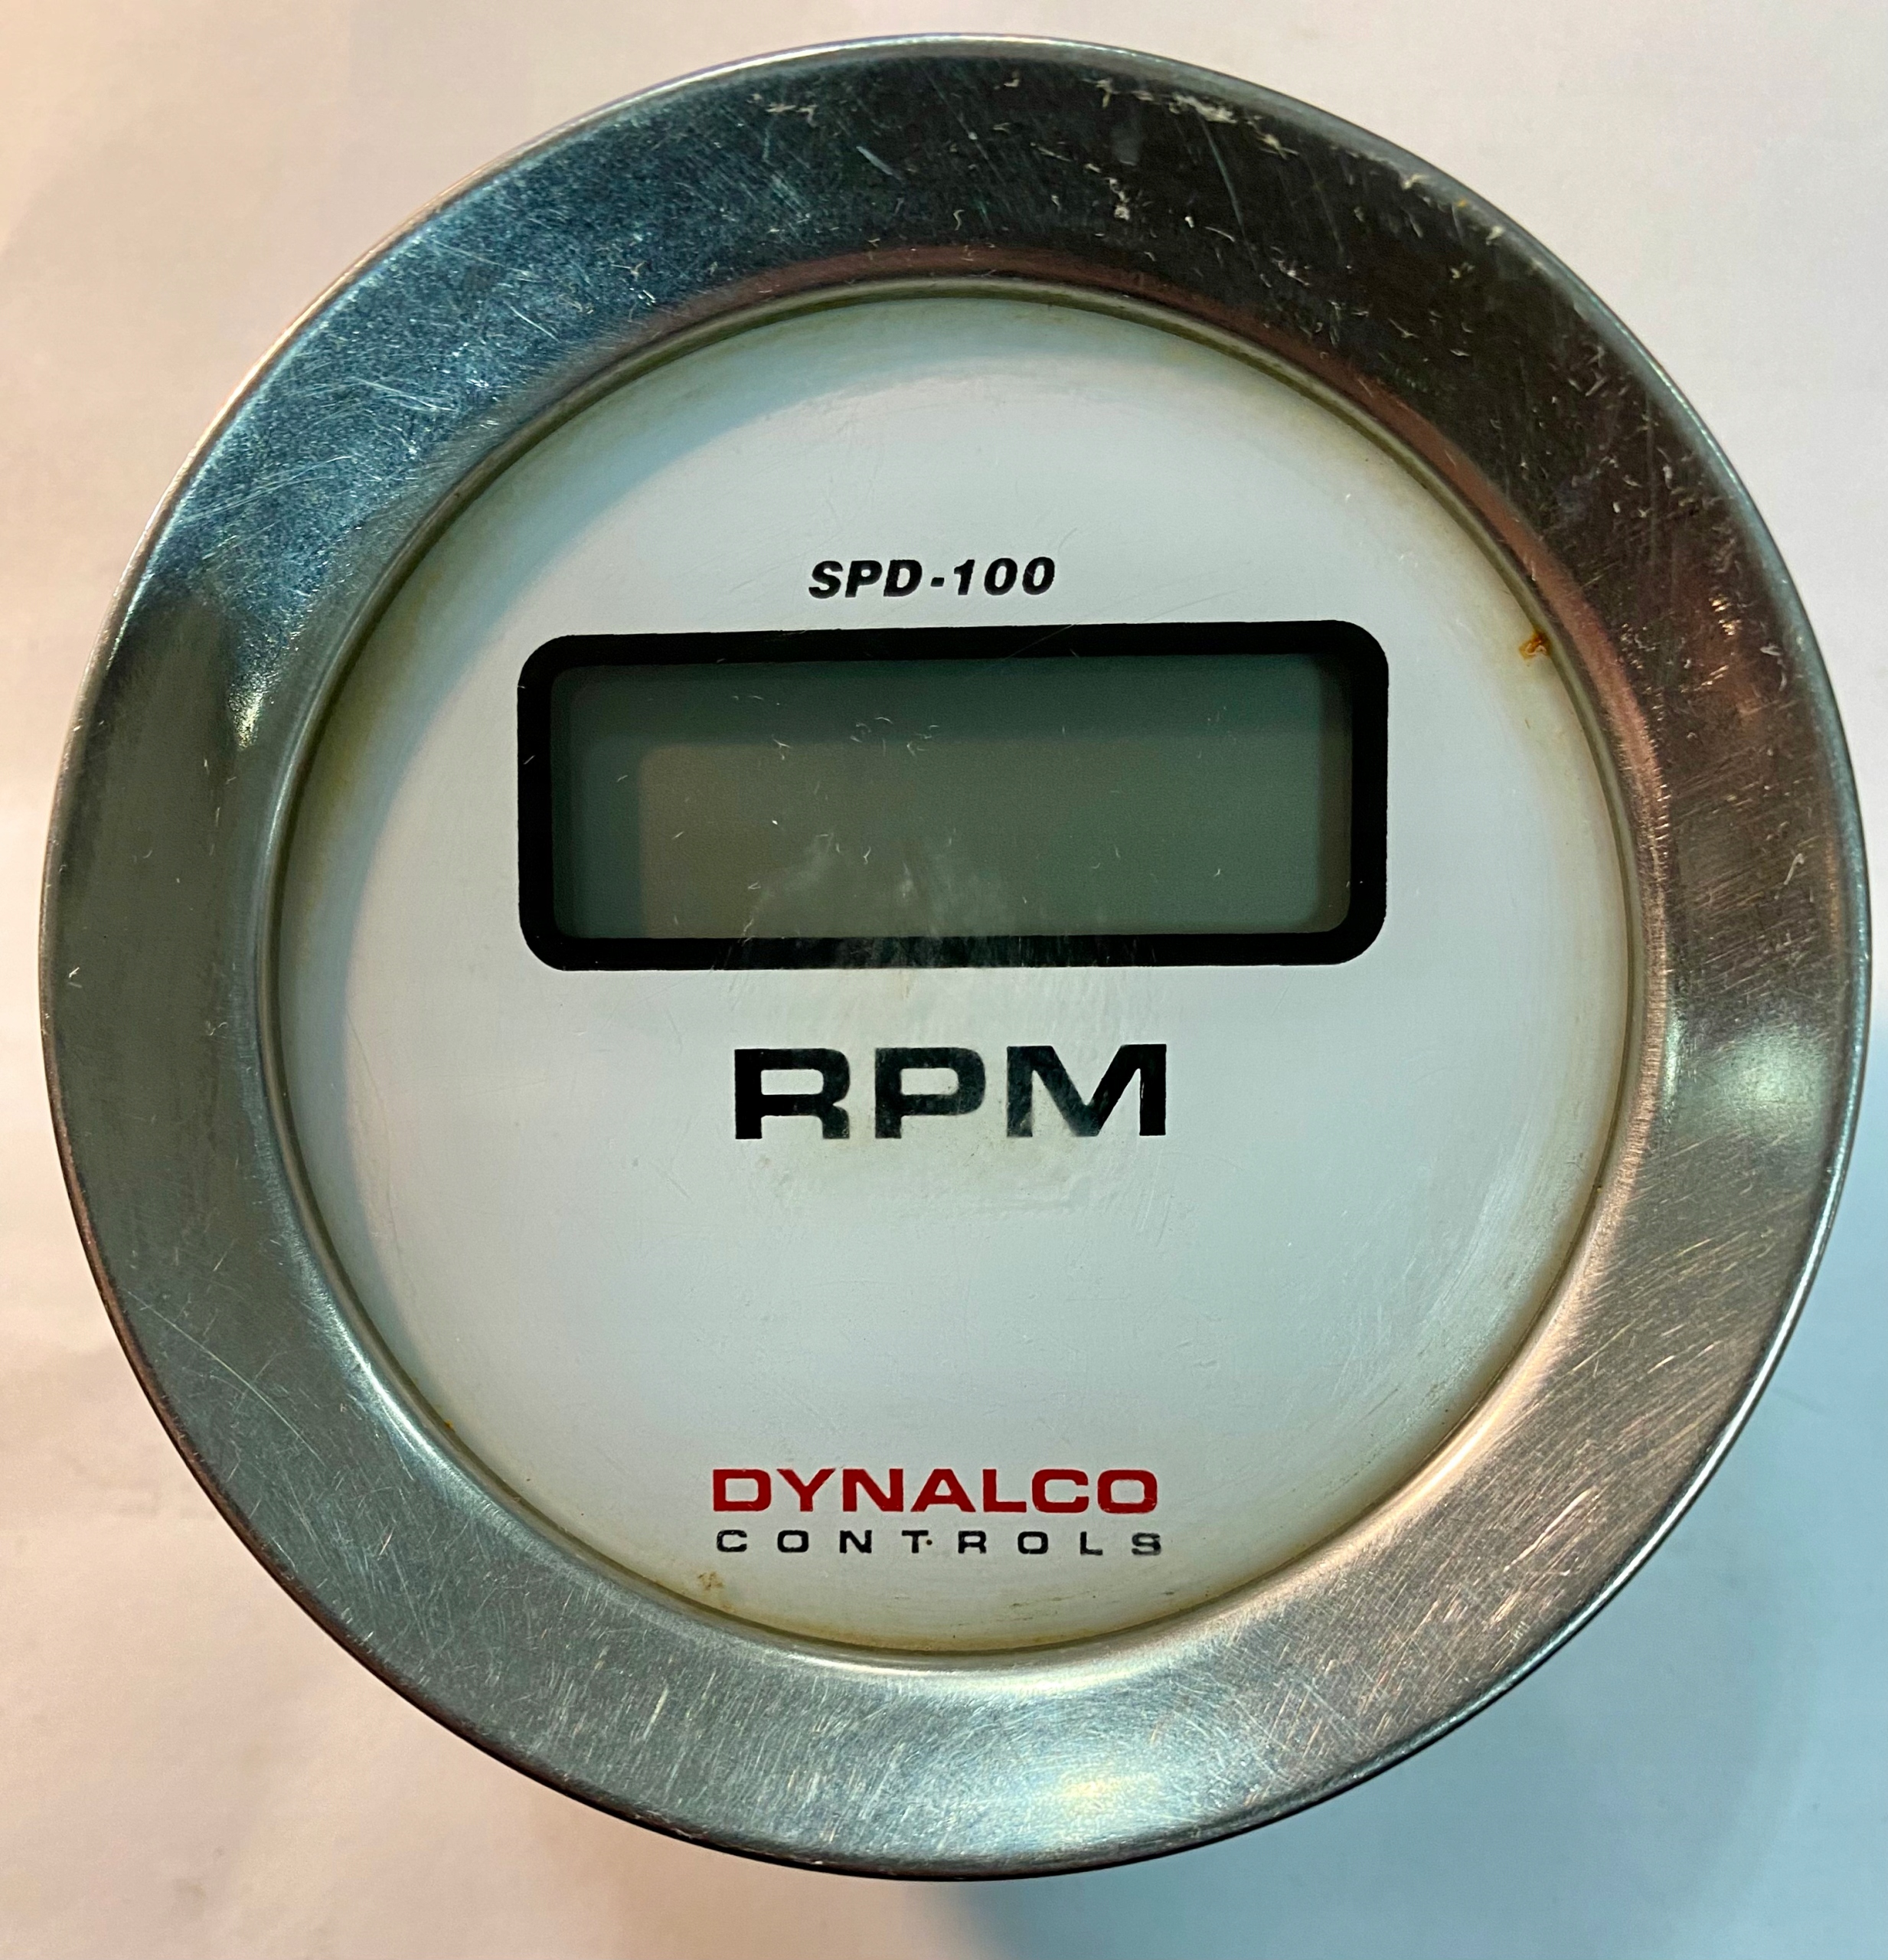 SPD-100
RPM
DYNALCO
CONTROLS